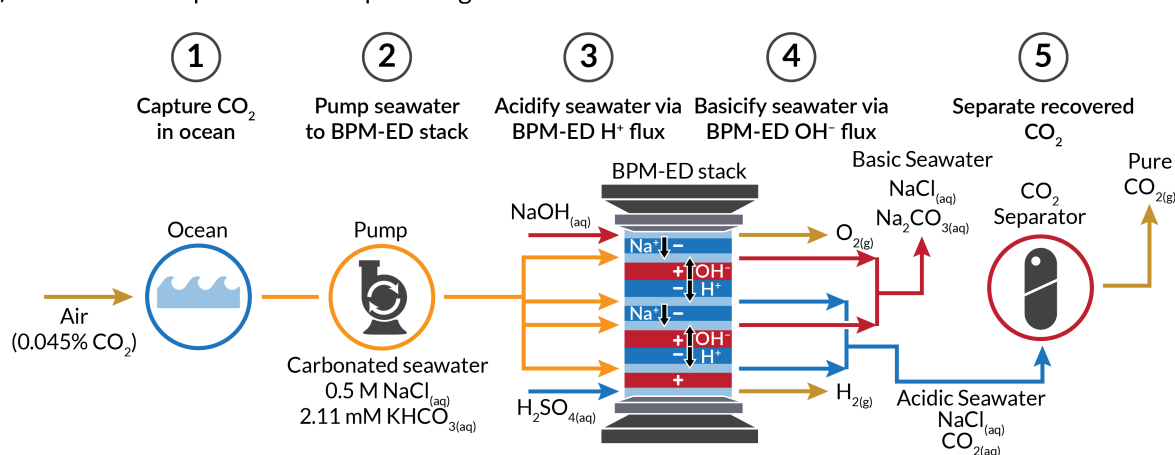 1
2
3
4
5
Capture CO₂
in ocean
Pump seawater
to BPM-ED stack
Acidify seawater via
BPM-ED H⁺ flux
Basicify seawater via
BPM-ED OH⁻ flux
Separate recovered
CO₂
Air
(0.045% CO₂)
Ocean
Pump
Carbonated seawater
0.5 M NaCl(aq)
2.11 mM KHCO₃(aq)
BPM-ED stack
NaOH(aq)
H₂SO₄(aq)
Na⁺ −
+ OH⁻
− H⁺
Na⁺ −
+ OH⁻
− H⁺
+
O₂(g)
H₂(g)
Basic Seawater
NaCl(aq)
Na₂CO₃(aq)
Acidic Seawater
NaCl(aq)
CO₂(aq)
CO₂
Separator
Pure
CO₂(g)